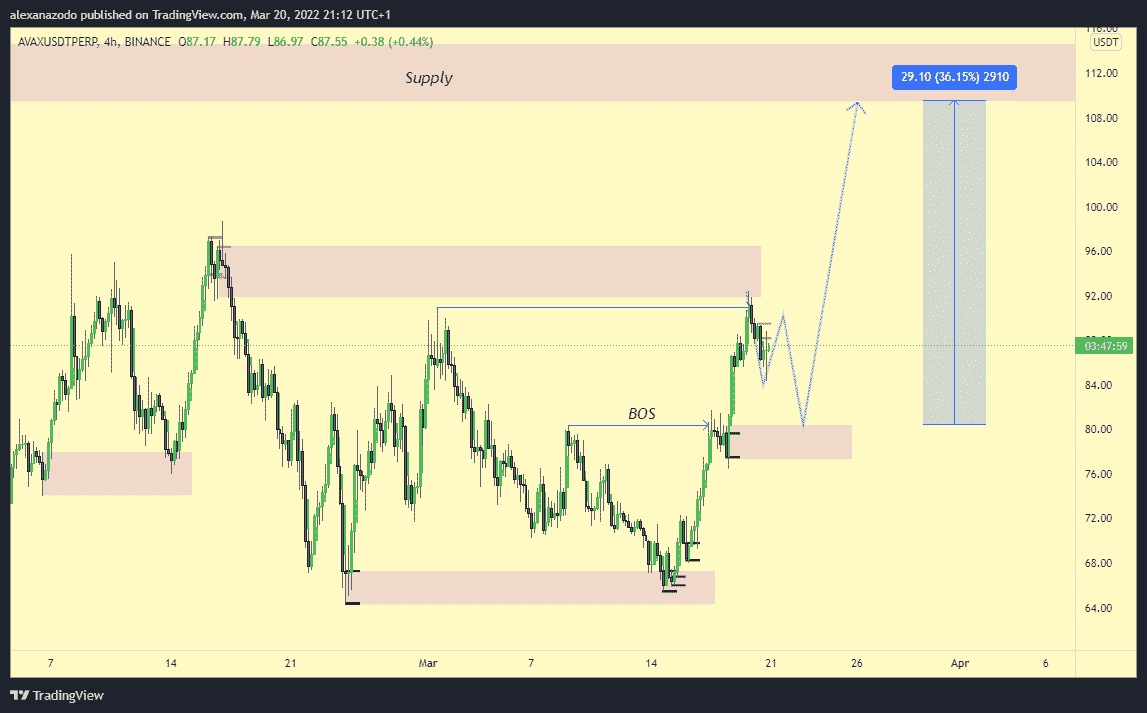 alexanazodo published on TradingView.com, Mar 20, 2022 21:12 UTC+1
AVAXUSDTPERP, 4h, BINANCE O87.17 H87.79 L86.97 C87.55 +0.38 (+0.44%)
116.00
USDT
Supply
29.10 (36.15%) 2910
112.00
108.00
104.00
100.00
96.00
92.00
03:47:59
84.00
BOS
80.00
76.00
72.00
68.00
64.00
7 14 21 Mar 7 14 21 26 Apr 6
TradingView